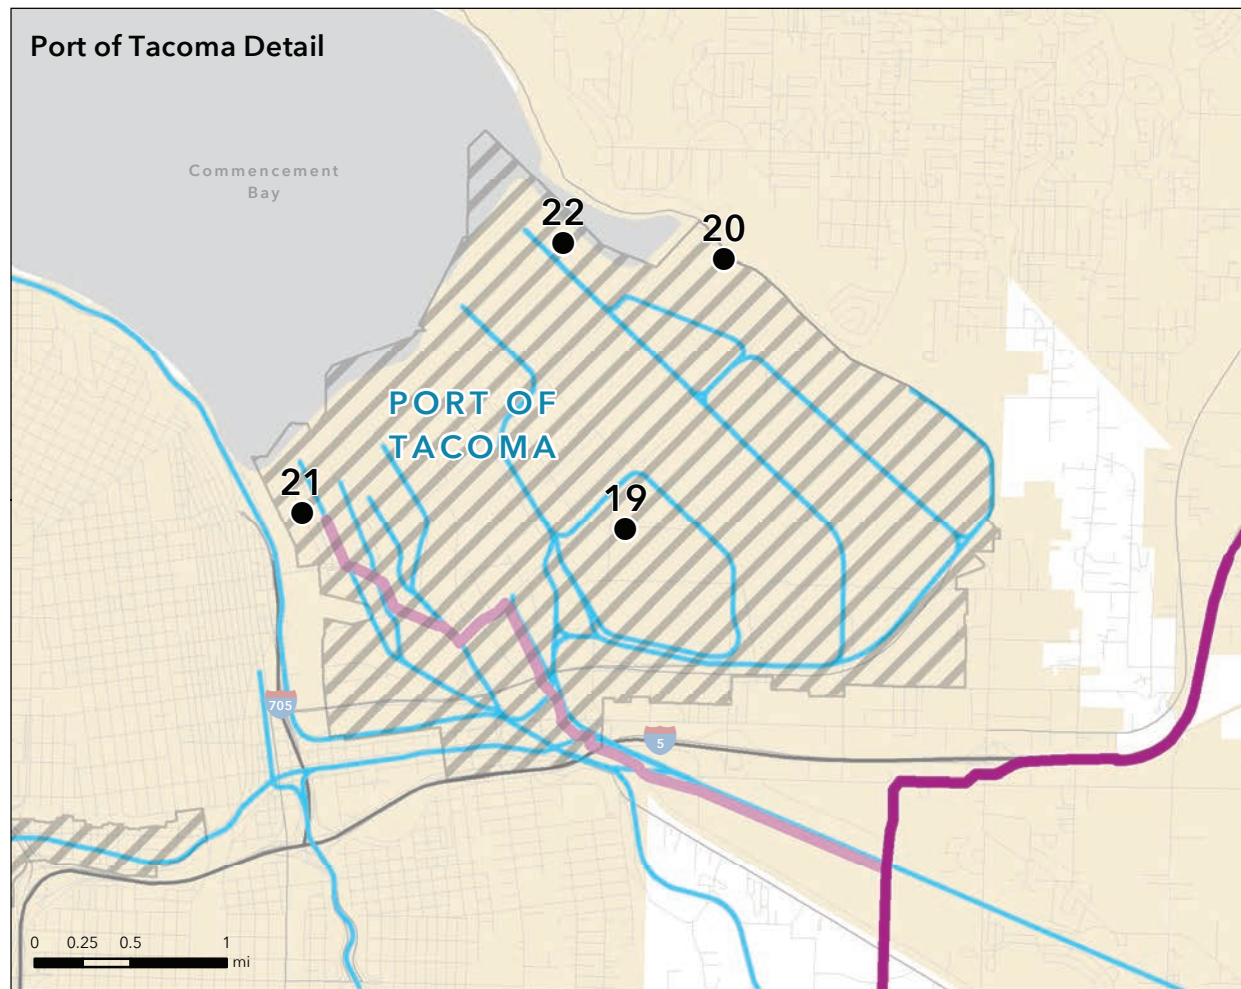 Port of Tacoma Detail
Commencement
Bay
22
20
PORT OF
TACOMA
21
19
705
5
0 0.25 0.5 1
mi